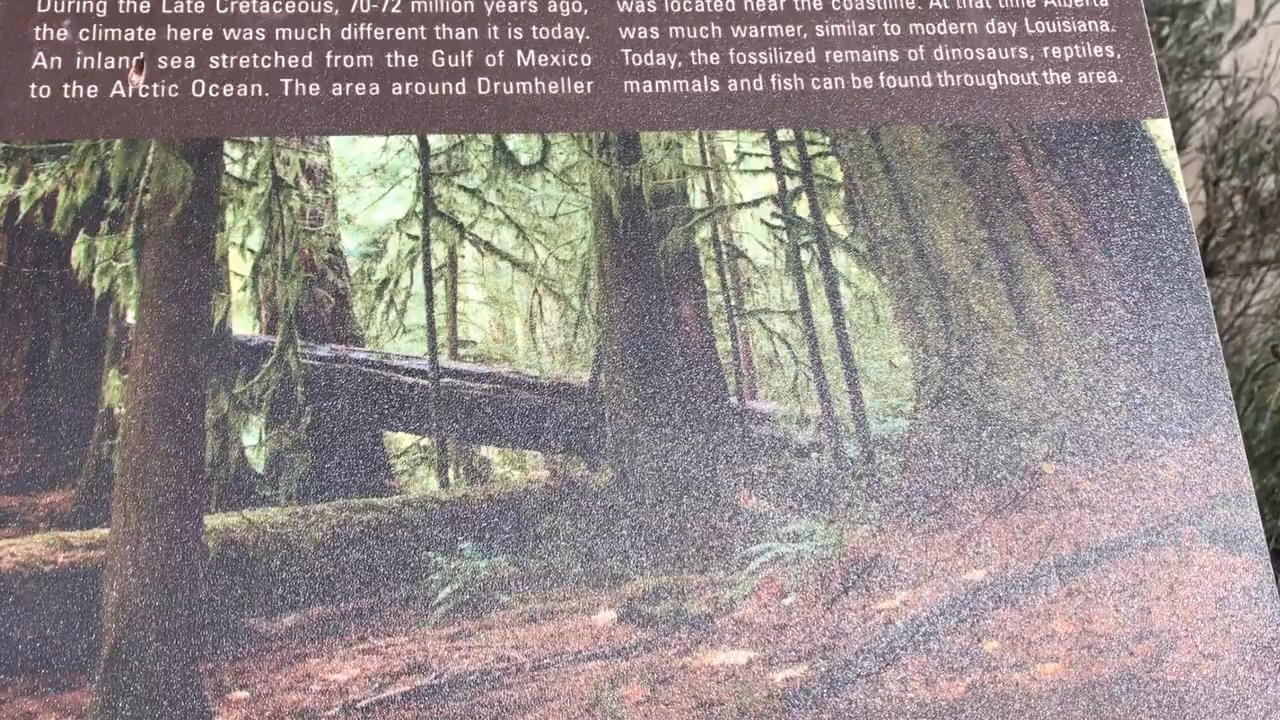 During the Late Cretaceous, 70-72 million years ago,
the climate here was much different than it is today.
An inland sea stretched from the Gulf of Mexico
to the Arctic Ocean. The area around Drumheller
was located near the coastline. At that time Alberta
was much warmer, similar to modern day Louisiana.
Today, the fossilized remains of dinosaurs, reptiles,
mammals and fish can be found throughout the area.